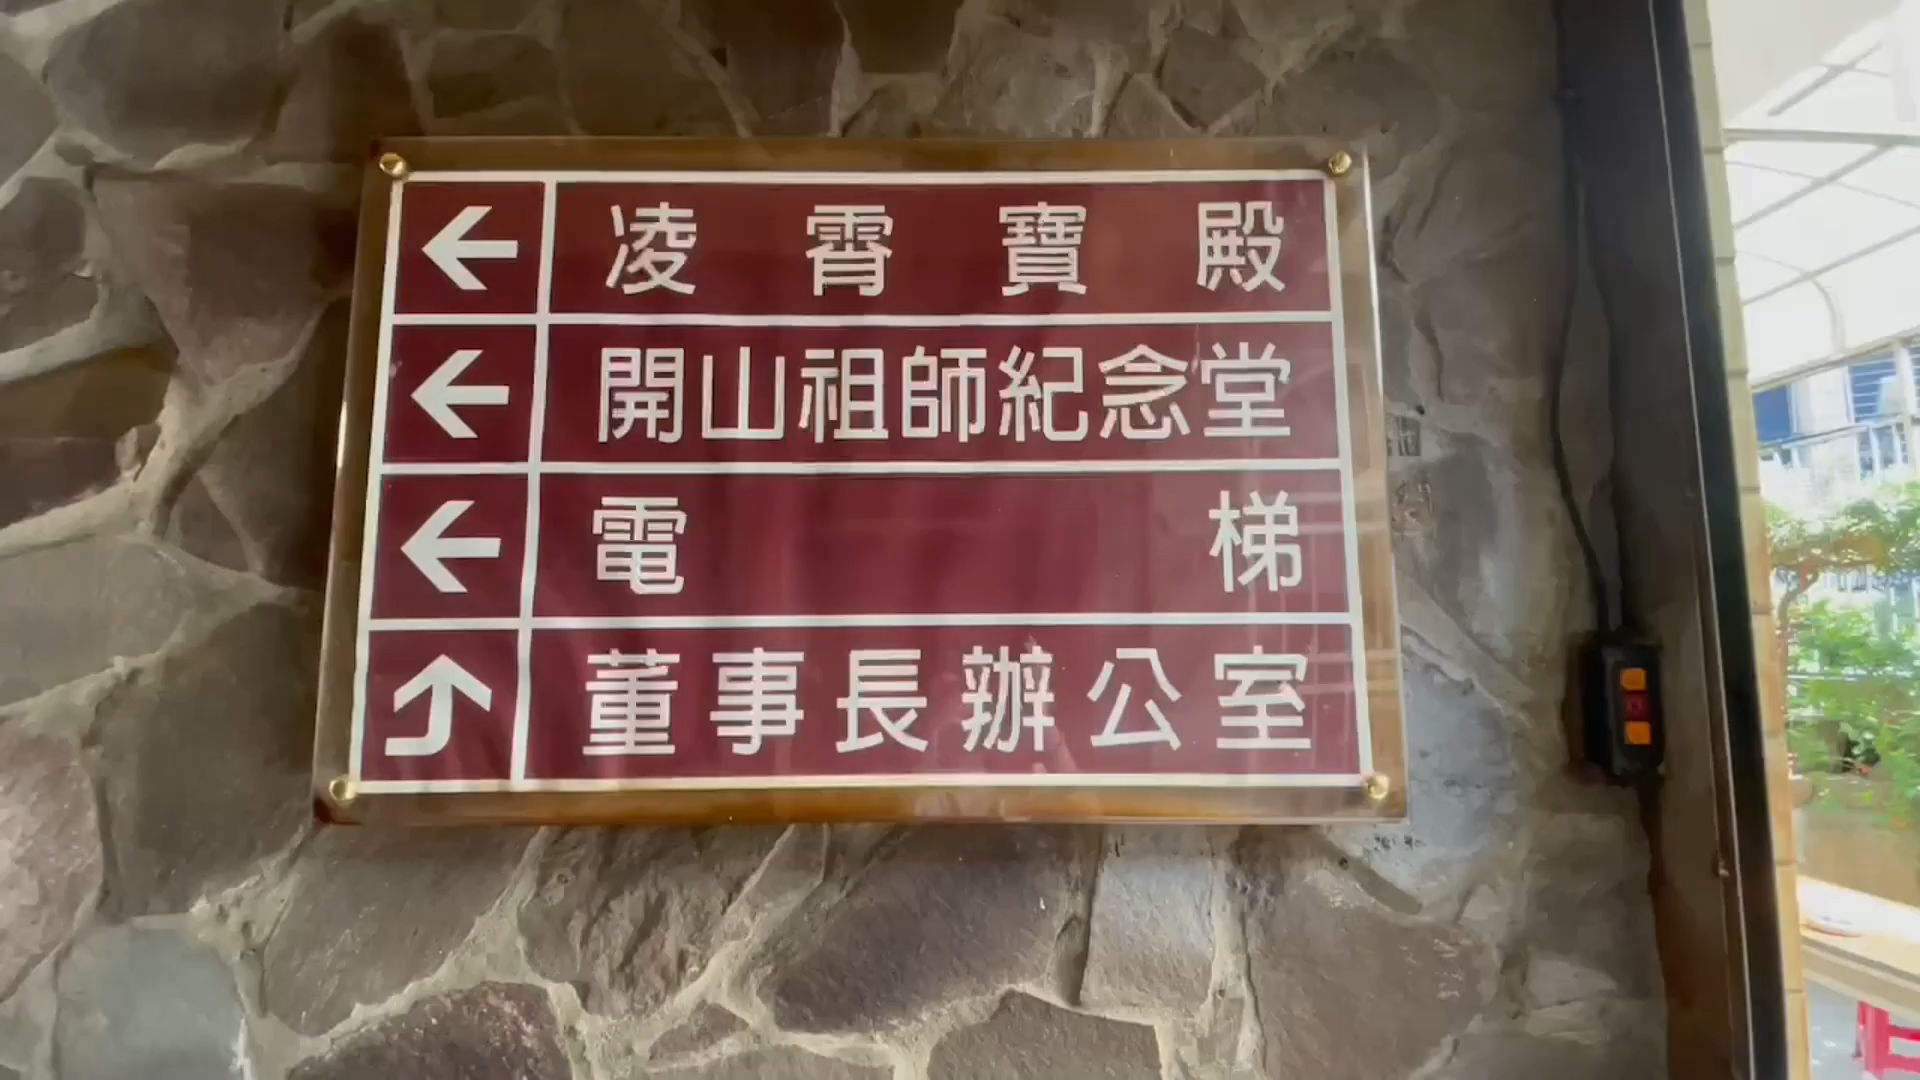 ← 凌霄寶殿
← 開山祖師紀念堂
← 電梯
⤴ 董事長辦公室